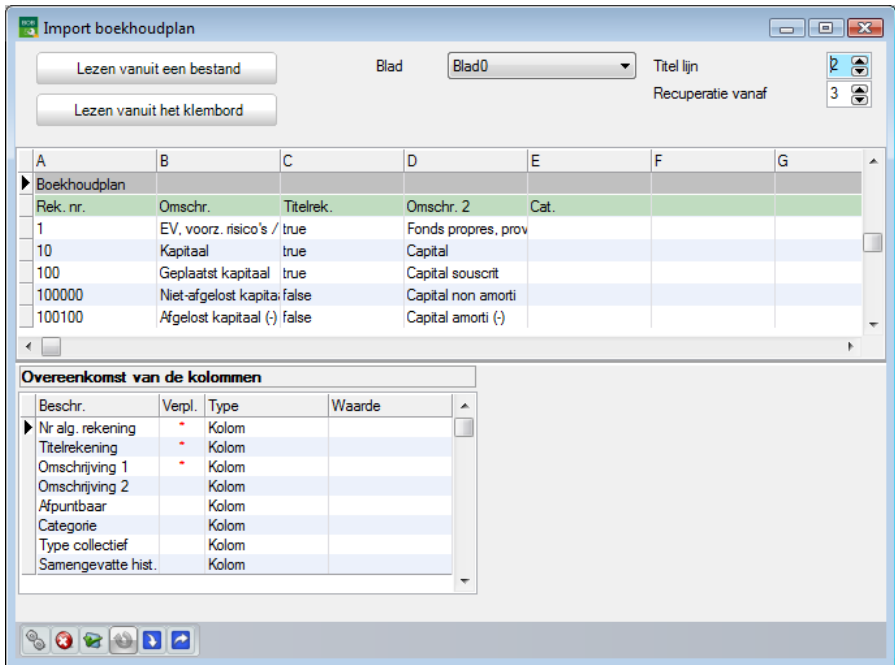 BOB
Import boekhoudplan
Lezen vanuit een bestand Blad Blad0 Titel lijn 2
Lezen vanuit het klembord Recuperatie vanaf 3
A B C D E F G
Boekhoudplan
Rek. nr. Omschr. Titelrek. Omschr. 2 Cat.
1 EV, voorz. risico's / true Fonds propres, prov
10 Kapitaal true Capital
100 Geplaatst kapitaal true Capital souscrit
100000 Niet-afgelost kapita false Capital non amorti
100100 Afgelost kapitaal (-) false Capital amorti (-)
Overeenkomst van de kolommen
Beschr. Verpl. Type Waarde
Nr alg. rekening * Kolom
Titelrekening * Kolom
Omschrijving 1 * Kolom
Omschrijving 2 Kolom
Afpuntbaar Kolom
Categorie Kolom
Type collectief Kolom
Samengevatte hist. Kolom